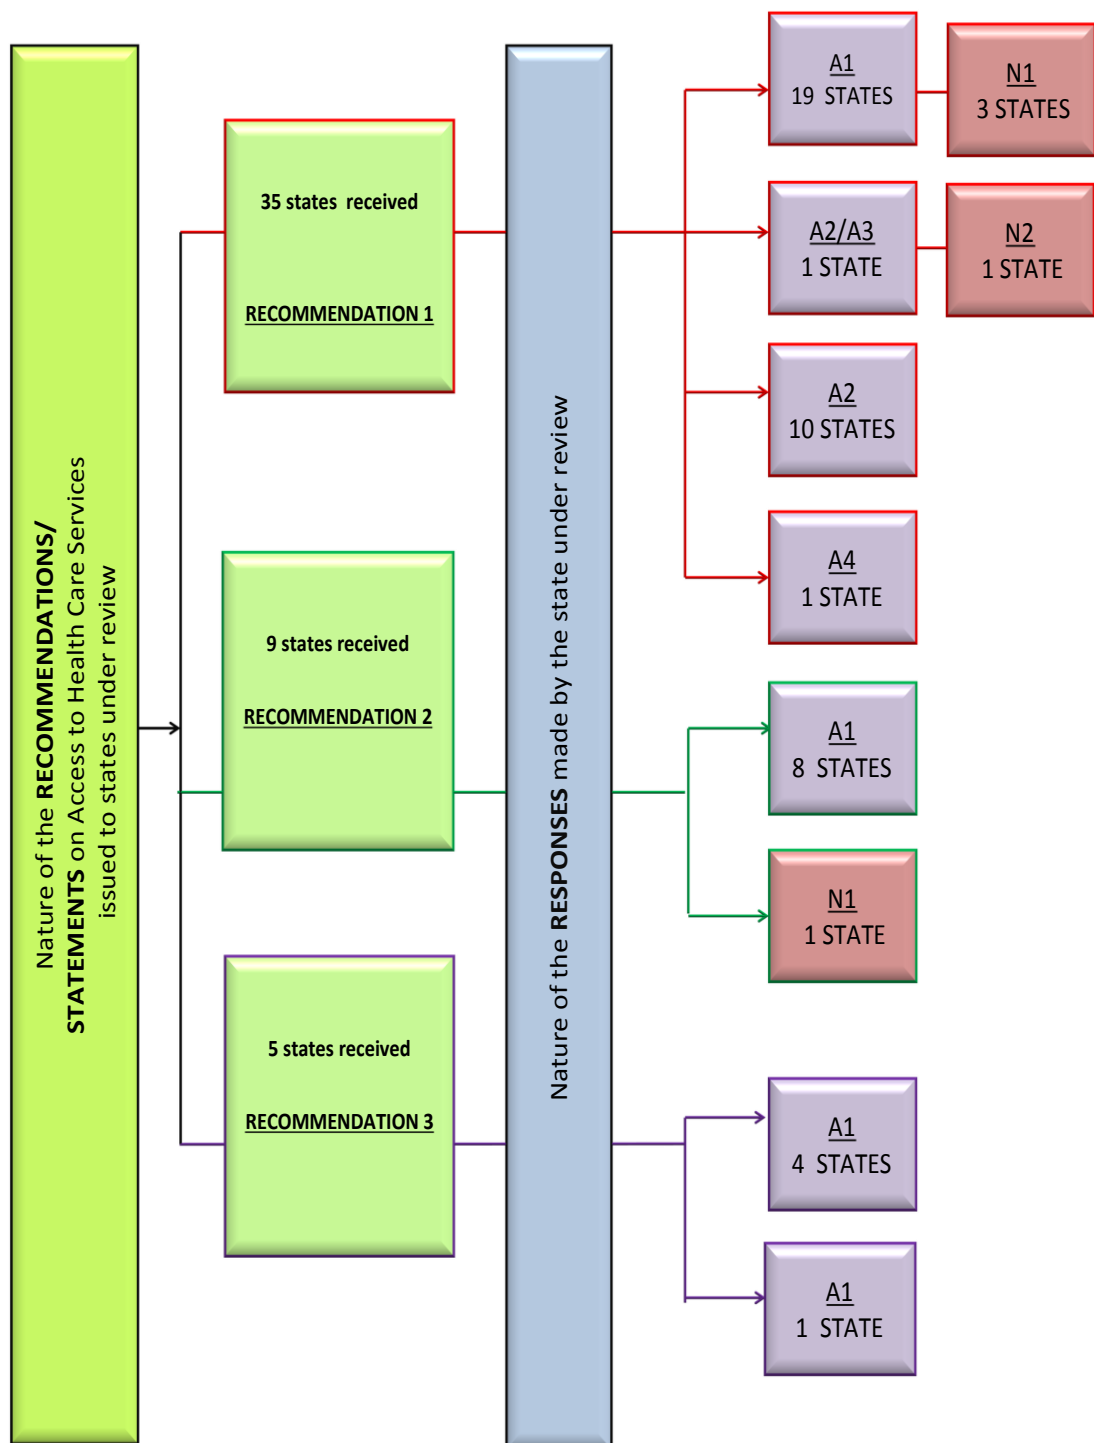 Nature of the RECOMMENDATIONS/
STATEMENTS on Access to Health Care Services
issued to states under review
35 states received
RECOMMENDATION 1
9 states received
RECOMMENDATION 2
5 states received
RECOMMENDATION 3
Nature of the RESPONSES made by the state under review
A1
19 STATES
N1
3 STATES
A2/A3
1 STATE
N2
1 STATE
A2
10 STATES
A4
1 STATE
A1
8 STATES
N1
1 STATE
A1
4 STATES
A1
1 STATE